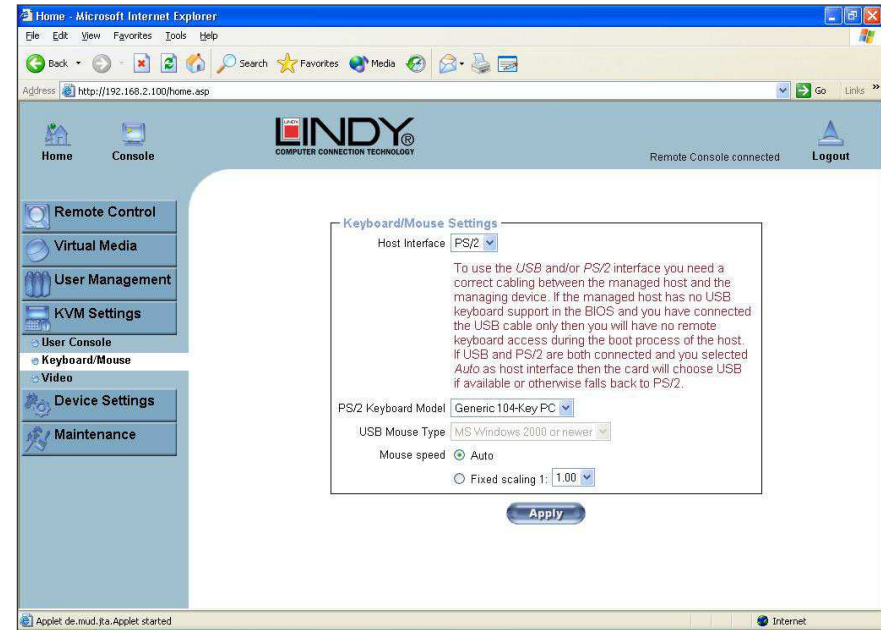 Home - Microsoft Internet Explorer
File Edit View Favorites Tools Help
Back Search Favorites Media
Address http://192.168.2.100/home.asp Go Links »
Home Console
LINDY®
COMPUTER CONNECTION TECHNOLOGY
Remote Console connected Logout
Remote Control
Virtual Media
User Management
KVM Settings
User Console
Keyboard/Mouse
Video
Device Settings
Maintenance
Keyboard/Mouse Settings
Host Interface PS/2
To use the USB and/or PS/2 interface you need a
correct cabling between the managed host and the
managing device. If the managed host has no USB
keyboard support in the BIOS and you have connected
the USB cable only then you will have no remote
keyboard access during the boot process of the host.
If USB and PS/2 are both connected and you selected
Auto as host interface then the card will choose USB
if available or otherwise falls back to PS/2.
PS/2 Keyboard Model Generic 104-Key PC
USB Mouse Type MS Windows 2000 or newer
Mouse speed Auto
Fixed scaling 1: 1.00
Apply
Applet de.mud.jta.Applet started Internet